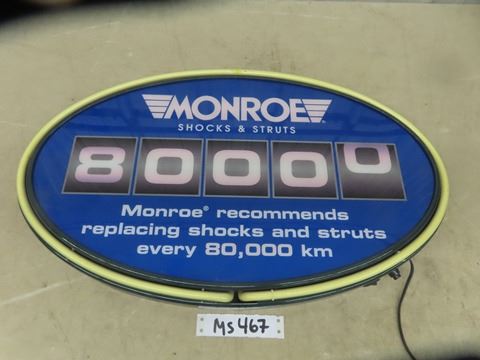 MONROE
SHOCKS & STRUTS
80000
Monroe® recommends
replacing shocks and struts
every 80,000 km
Ms 467